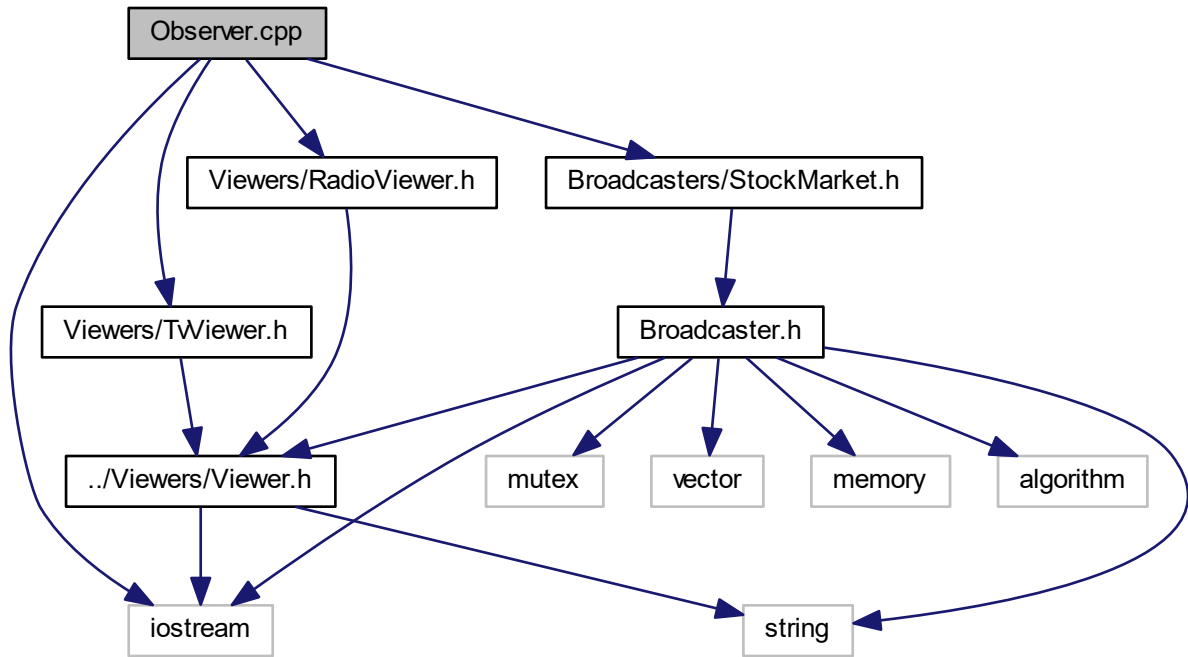 Observer.cpp
Viewers/RadioViewer.h
Broadcasters/StockMarket.h
Viewers/TvViewer.h
Broadcaster.h
../Viewers/Viewer.h
mutex
vector
memory
algorithm
iostream
string